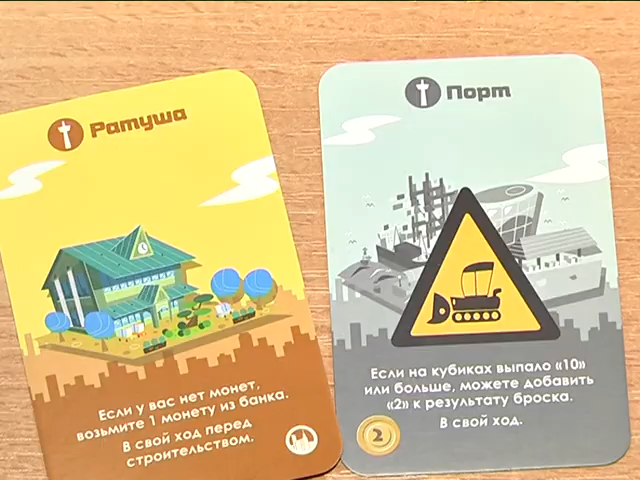 Ратуша
Если у вас нет монет,
возьмите 1 монету из банка.
В свой ход перед
строительством.
Порт
Если на кубиках выпало «10»
или больше, можете добавить
«2» к результату броска.
В свой ход.
2